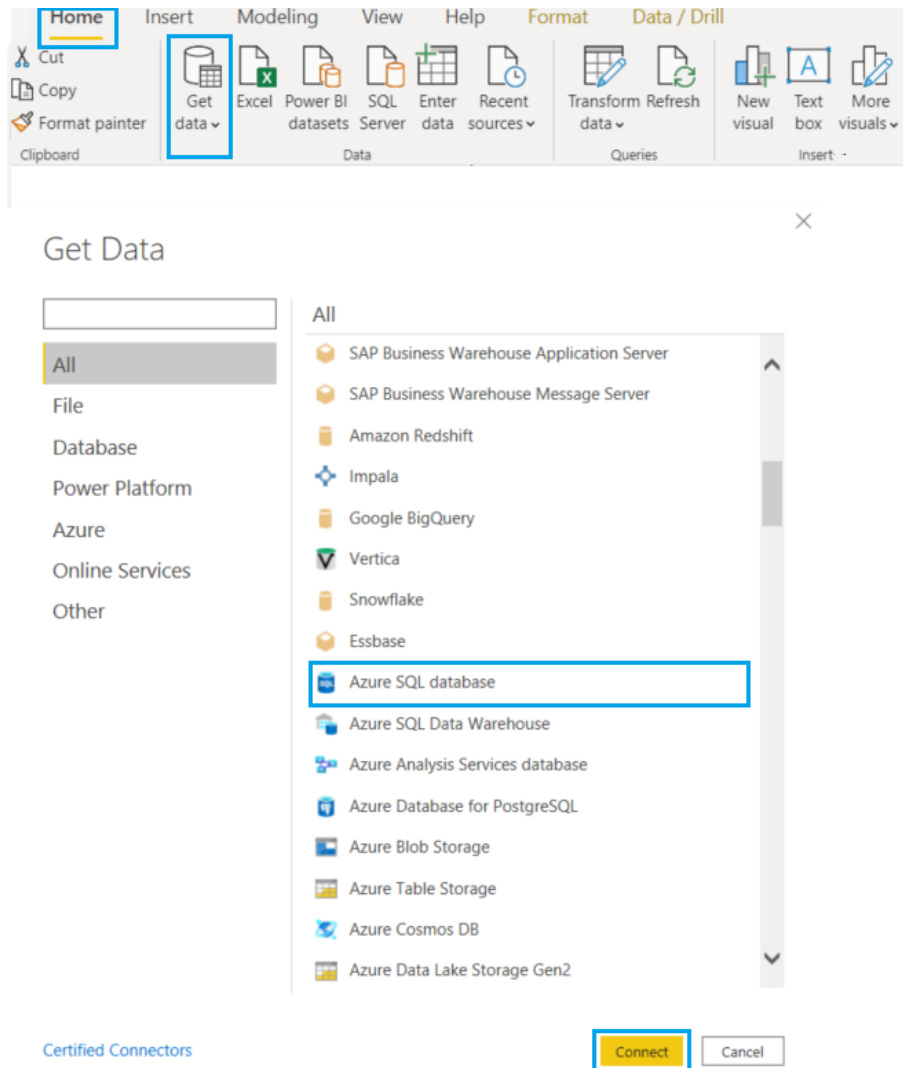 Home Insert Modeling View Help Format Data / Drill
Cut
Copy
Format painter
Clipboard
Get data
Excel
Power BI datasets
SQL Server
Enter data
Recent sources
Data
Transform data
Refresh
Queries
New visual
Text box
More visuals
Insert
Get Data
All
File
Database
Power Platform
Azure
Online Services
Other
All
SAP Business Warehouse Application Server
SAP Business Warehouse Message Server
Amazon Redshift
Impala
Google BigQuery
Vertica
Snowflake
Essbase
Azure SQL database
Azure SQL Data Warehouse
Azure Analysis Services database
Azure Database for PostgreSQL
Azure Blob Storage
Azure Table Storage
Azure Cosmos DB
Azure Data Lake Storage Gen2
Certified Connectors
Connect
Cancel